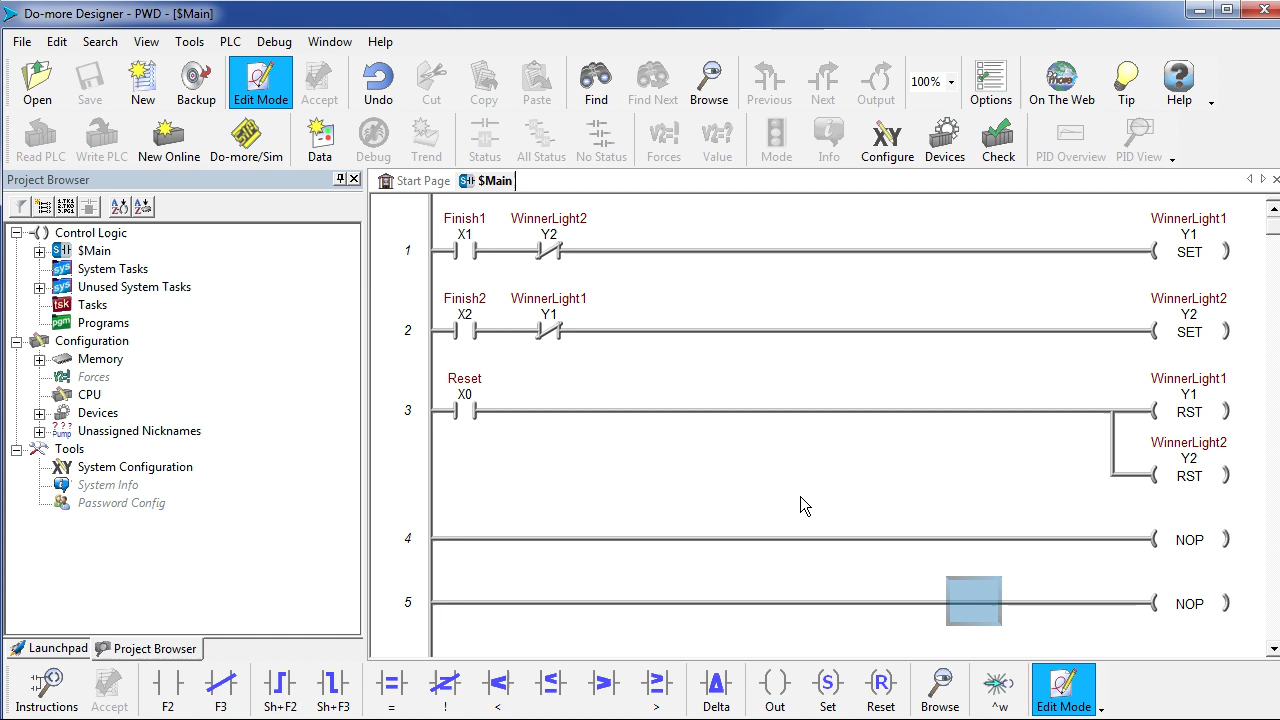 Do-more Designer - PWD - [$Main]
File Edit Search View Tools PLC Debug Window Help
Open Save New Backup Edit Mode Accept Undo Cut Copy Paste Find Find Next Browse Previous Next Output 100% Options On The Web Tip Help
Read PLC Write PLC New Online Do-more/Sim Data Debug Trend Status All Status No Status Forces Value Mode Info Configure Devices Check PID Overview PID View
Project Browser
Start Page $Main
Control Logic
$Main
System Tasks
Unused System Tasks
Tasks
Programs
Configuration
Memory
Forces
CPU
Devices
Unassigned Nicknames
Tools
System Configuration
System Info
Password Config
Launchpad Project Browser
Finish1 WinnerLight2 WinnerLight1
X1 Y2 Y1
1 SET
Finish2 WinnerLight1 WinnerLight2
X2 Y1 Y2
2 SET
Reset WinnerLight1
X0 Y1
3 RST
WinnerLight2
Y2
RST
4 NOP
5 NOP
Instructions Accept F2 F3 Sh+F2 Sh+F3 = ! < > Delta Out Set Reset Browse ^w Edit Mode